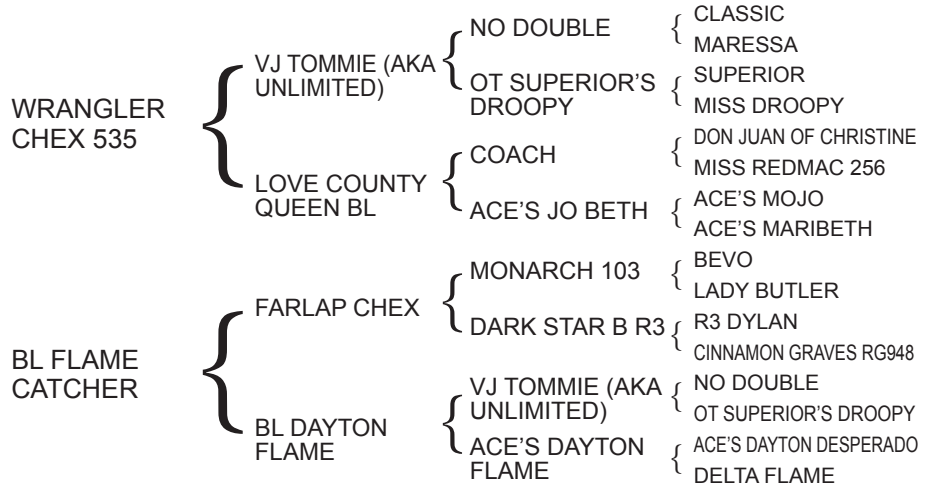 WRANGLER
CHEX 535
VJ TOMMIE (AKA
UNLIMITED)
NO DOUBLE
CLASSIC
MARESSA
OT SUPERIOR'S
DROOPY
SUPERIOR
MISS DROOPY
LOVE COUNTY
QUEEN BL
COACH
DON JUAN OF CHRISTINE
MISS REDMAC 256
ACE'S JO BETH
ACE'S MOJO
ACE'S MARIBETH
BL FLAME
CATCHER
FARLAP CHEX
MONARCH 103
BEVO
LADY BUTLER
DARK STAR B R3
R3 DYLAN
CINNAMON GRAVES RG948
BL DAYTON
FLAME
VJ TOMMIE (AKA
UNLIMITED)
NO DOUBLE
OT SUPERIOR'S DROOPY
ACE'S DAYTON
FLAME
ACE'S DAYTON DESPERADO
DELTA FLAME